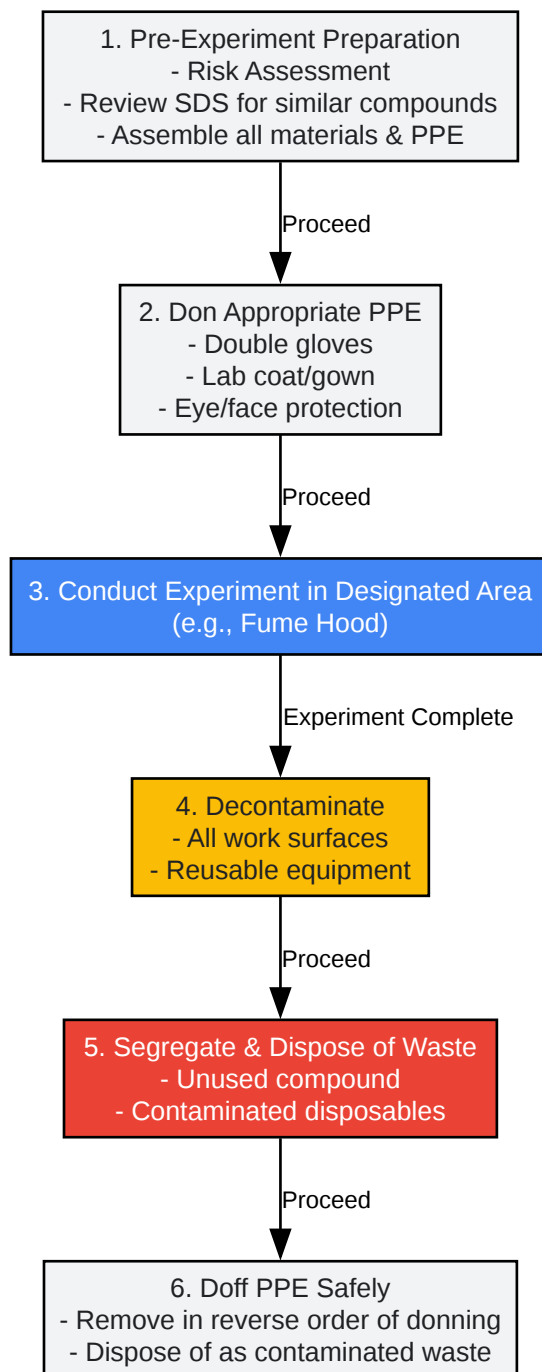 1. Pre-Experiment Preparation
- Risk Assessment
- Review SDS for similar compounds
- Assemble all materials & PPE
Proceed
2. Don Appropriate PPE
- Double gloves
- Lab coat/gown
- Eye/face protection
Proceed
3. Conduct Experiment in Designated Area
(e.g., Fume Hood)
Experiment Complete
4. Decontaminate
- All work surfaces
- Reusable equipment
Proceed
5. Segregate & Dispose of Waste
- Unused compound
- Contaminated disposables
Proceed
6. Doff PPE Safely
- Remove in reverse order of donning
- Dispose of as contaminated waste